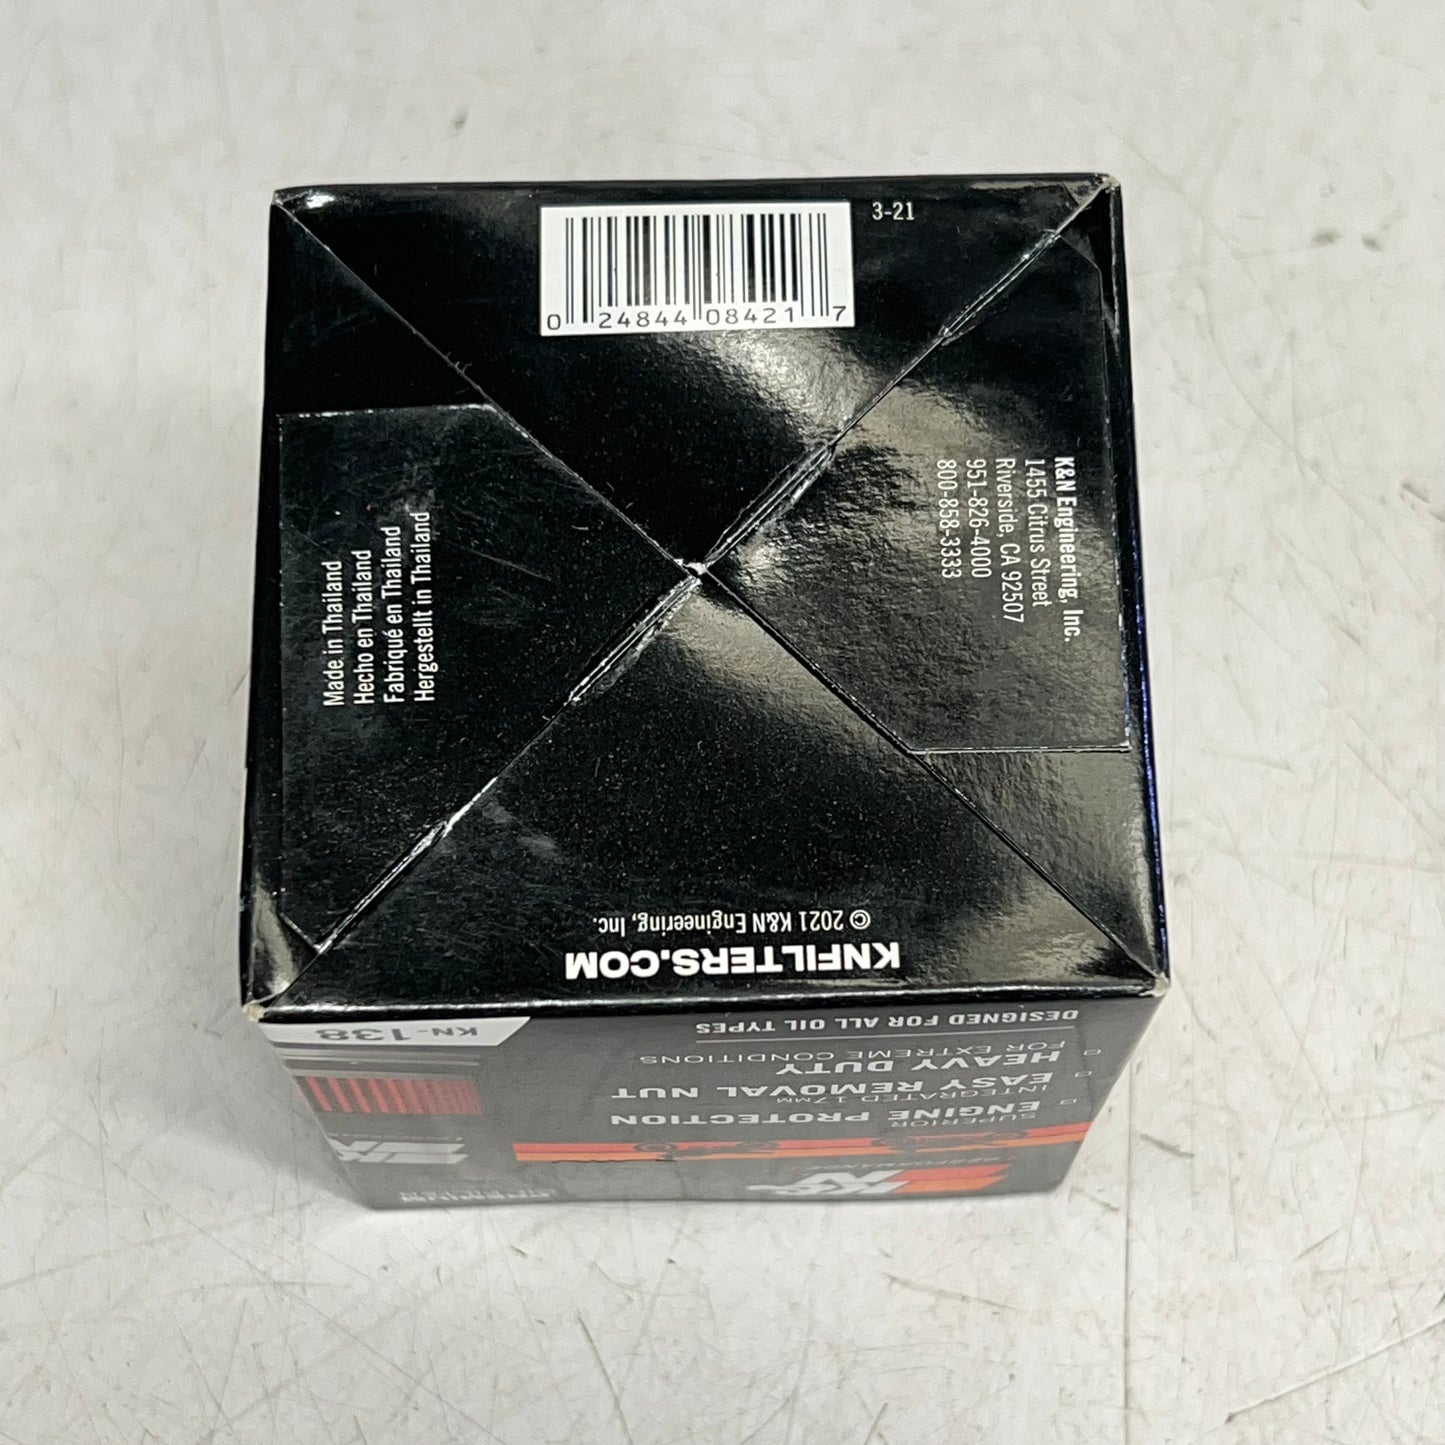 3-21
0 24844 08421 7
K&N Engineering, Inc.
1455 Citrus Street
Riverside, CA 92507
951-826-4000
800-858-3333
Made in Thailand
Hecho en Thailand
Fabriqué en Thailand
Hergestellt in Thailand
© 2021 K&N Engineering, Inc.
KNFILTERS.COM
K&N
PERFORMANCE
SUPERIOR
ENGINE PROTECTION
INTEGRATED 17MM
EASY REMOVAL NUT
HEAVY DUTY
FOR EXTREME CONDITIONS
DESIGNED FOR ALL OIL TYPES
KN-138